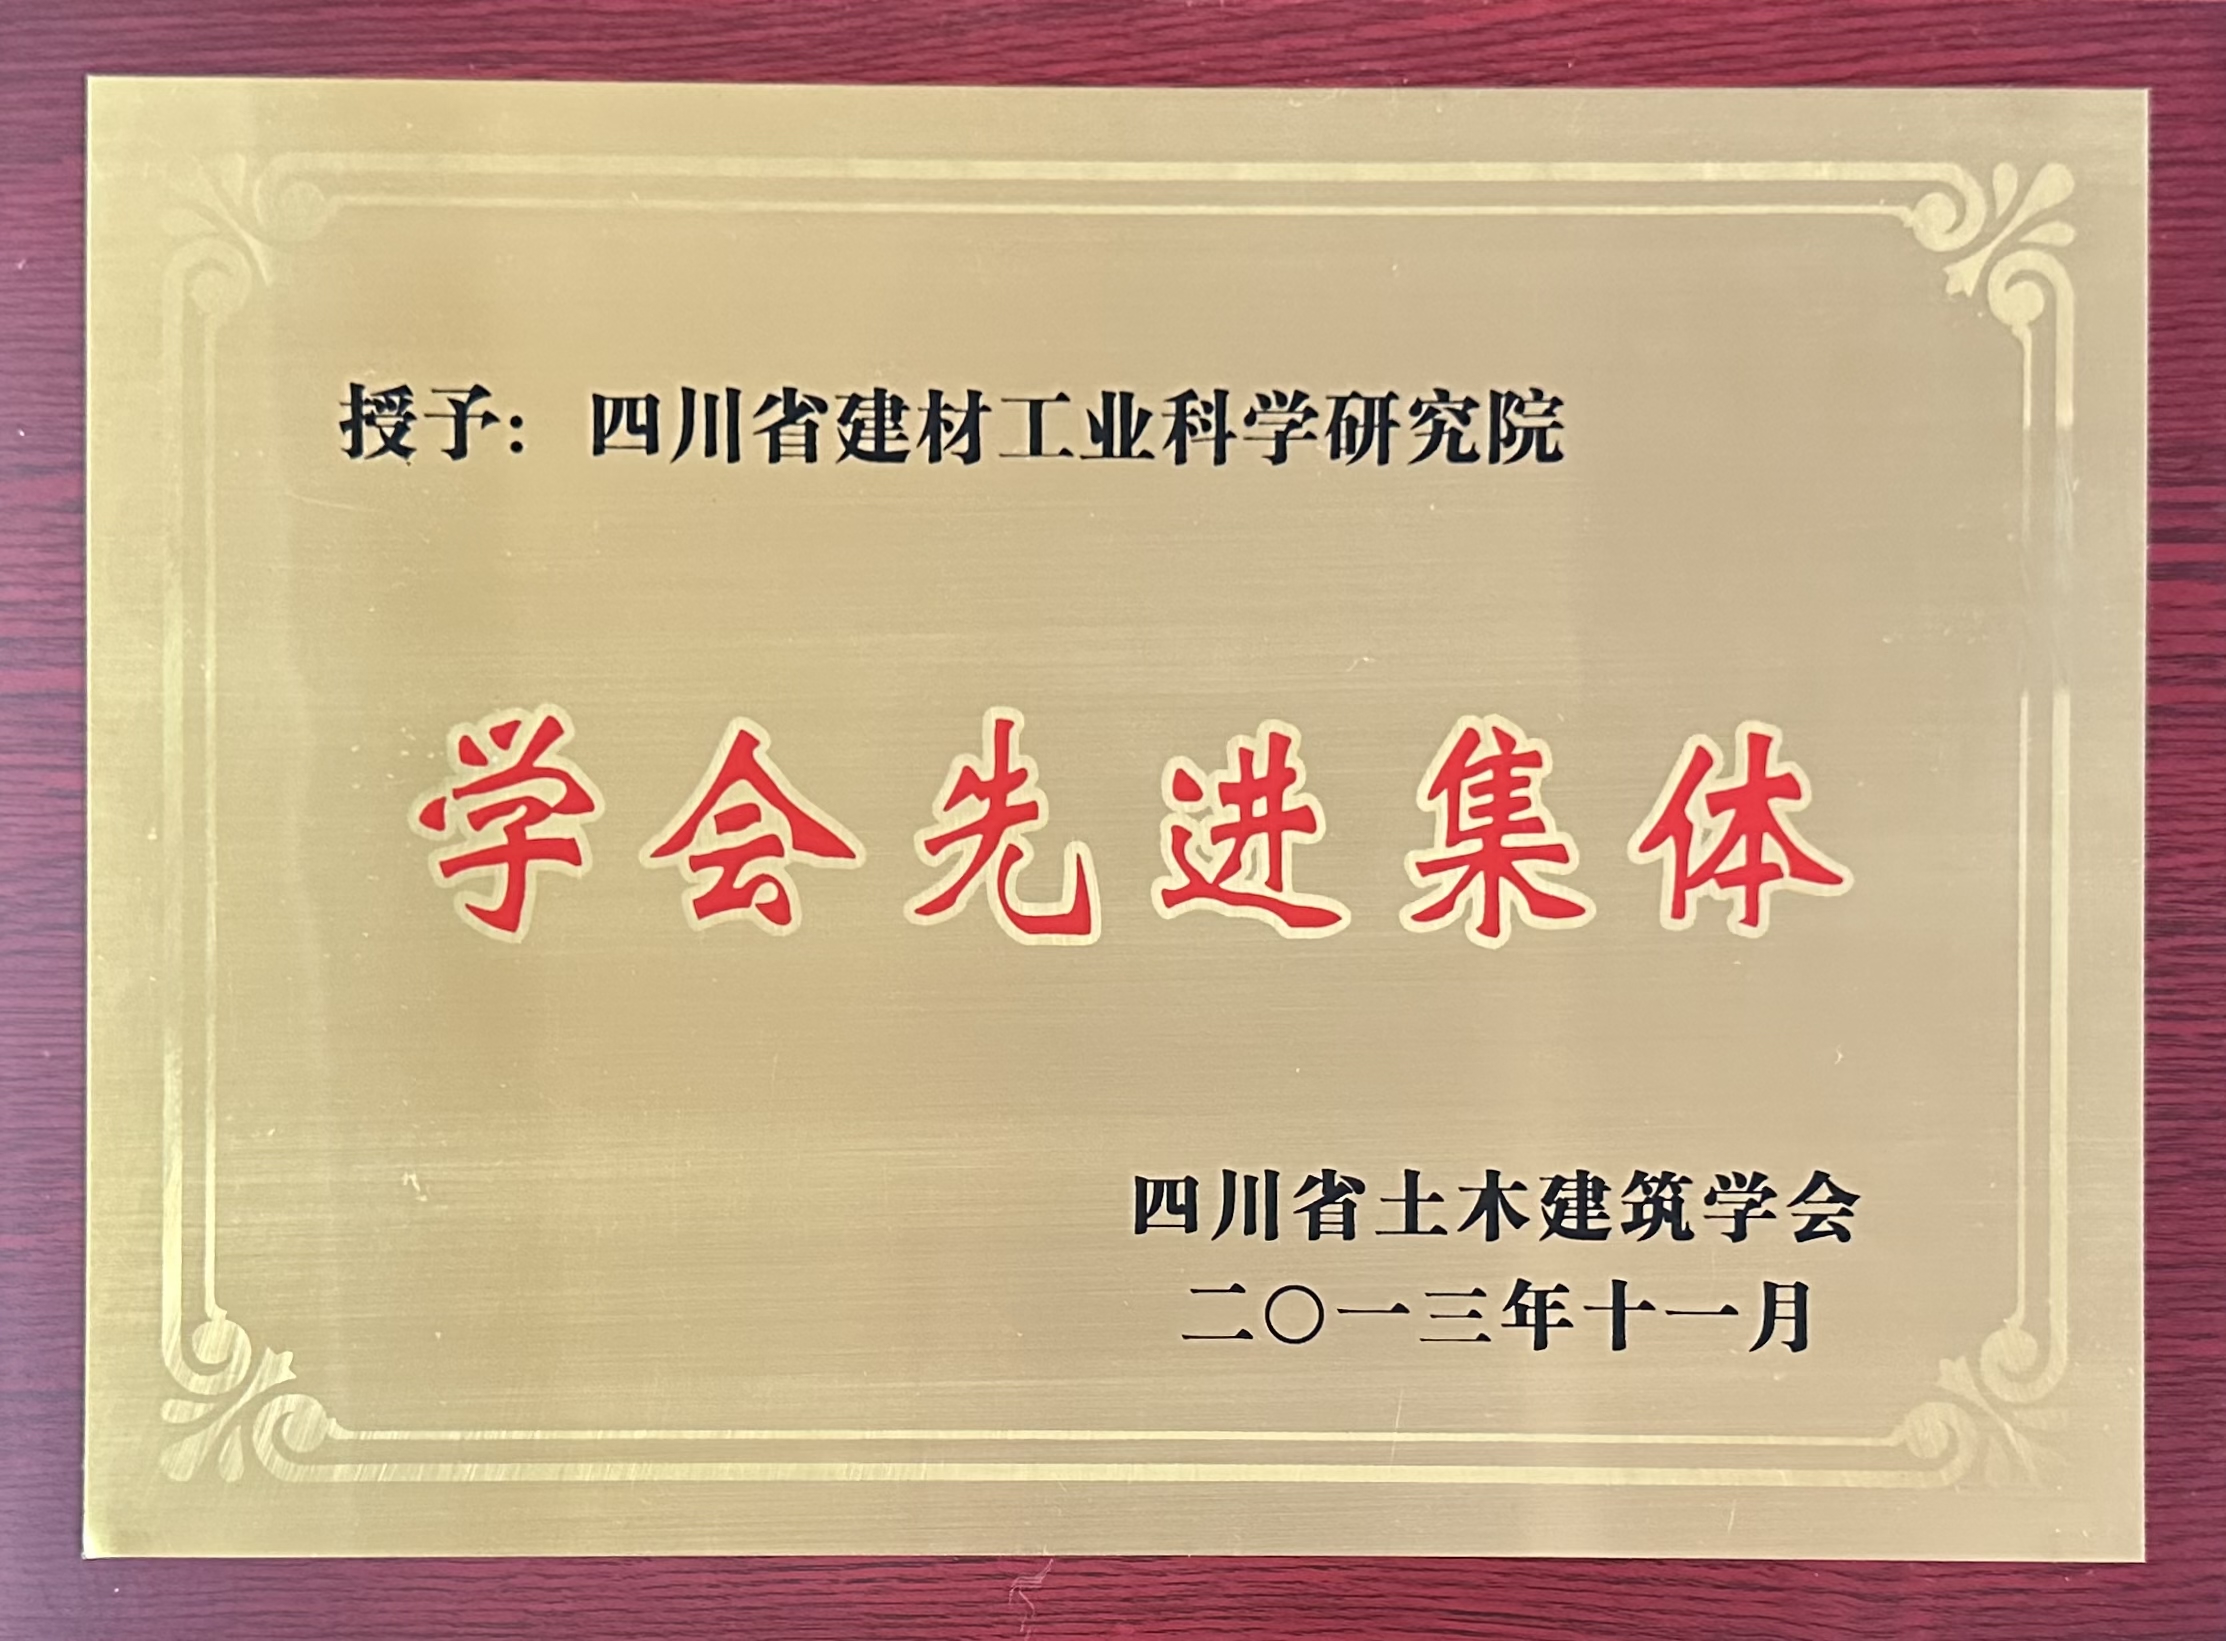 授予：四川省建材工业科学研究院
学会先进集体
四川省土木建筑学会
二〇一三年十一月